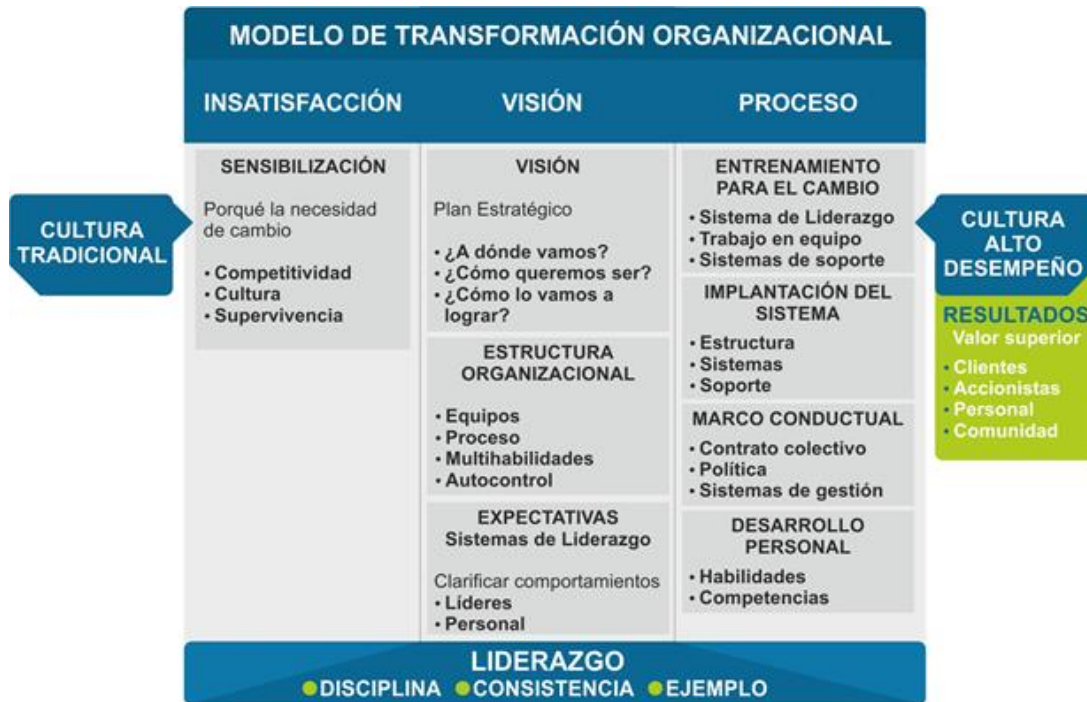 MODELO DE TRANSFORMACIÓN ORGANIZACIONAL
INSATISFACCIÓN
VISIÓN
PROCESO
CULTURA
TRADICIONAL
SENSIBILIZACIÓN
Porqué la necesidad
de cambio
• Competitividad
• Cultura
• Supervivencia
VISIÓN
Plan Estratégico
• ¿A dónde vamos?
• ¿Cómo queremos ser?
• ¿Cómo lo vamos a
lograr?
ESTRUCTURA
ORGANIZACIONAL
• Equipos
• Proceso
• Multihabilidades
• Autocontrol
EXPECTATIVAS
Sistemas de Liderazgo
Clarificar comportamientos
• Líderes
• Personal
ENTRENAMIENTO
PARA EL CAMBIO
• Sistema de Liderazgo
• Trabajo en equipo
• Sistemas de soporte
IMPLANTACIÓN DEL
SISTEMA
• Estructura
• Sistemas
• Soporte
MARCO CONDUCTUAL
• Contrato colectivo
• Política
• Sistemas de gestión
DESARROLLO
PERSONAL
• Habilidades
• Competencias
CULTURA
ALTO
DESEMPEÑO
RESULTADOS
Valor superior
• Clientes
• Accionistas
• Personal
• Comunidad
LIDERAZGO
● DISCIPLINA ● CONSISTENCIA ● EJEMPLO